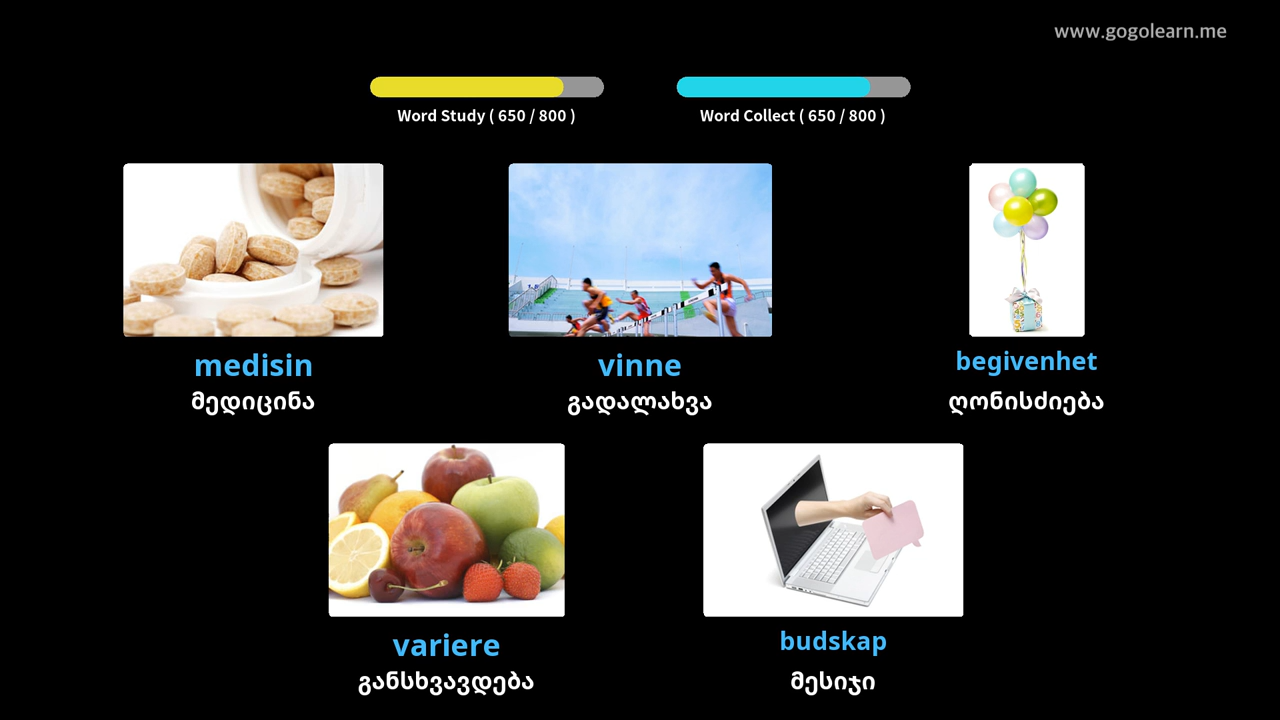 www.gogolearn.me
Word Study ( 650 / 800 )
Word Collect ( 650 / 800 )
medisin
მედიცინა
vinne
გადალახვა
begivenhet
ღონისძიება
variere
განსხვავდება
budskap
მესიჯი